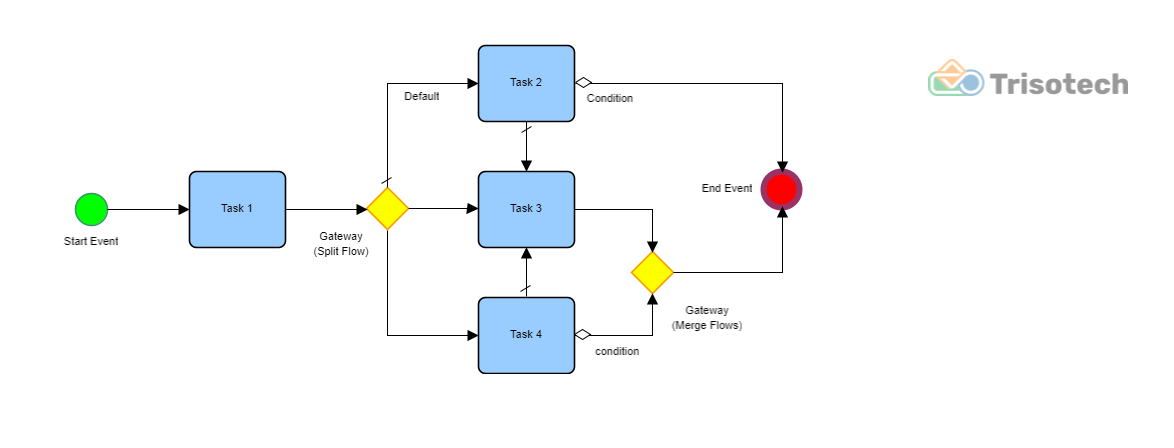 Task 2
Trisotech
Default
Condition
End Event
Task 1
Task 3
Start Event
Gateway
(Split Flow)
Gateway
(Merge Flows)
Task 4
condition